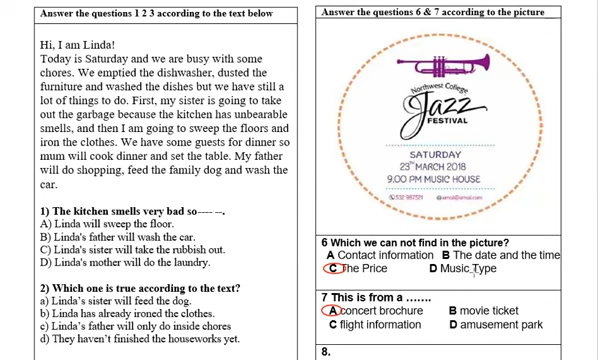 Answer the questions 1 2 3 according to the text below
Hi, I am Linda!
Today is Saturday and we are busy with some
chores. We emptied the dishwasher, dusted the
furniture and washed the dishes but we have still a
lot of things to do. First, my sister is going to take
out the garbage because the kitchen has unbearable
smells, and then I am going to sweep the floors and
iron the clothes. We have some guests for dinner so
mum will cook dinner and set the table. My father
will do shopping, feed the family dog and wash the
car.
1) The kitchen smells very bad so---- --.
A) Linda will sweep the floor.
B) Linda's father will wash the car.
C) Linda's sister will take the rubbish out.
D) Linda's mother will do the laundry.
2) Which one is true according to the text?
a) Linda's sister will feed the dog.
b) Linda has already ironed the clothes.
c) Linda's father will only do inside chores
d) They haven't finished the houseworks yet.
Answer the questions 6 & 7 according to the picture
Northwest College
Jazz
FESTIVAL
SATURDAY
23RD MARCH 2018
9.00 PM MUSIC HOUSE
532 987521 email@email.com
6 Which we can not find in the picture?
A Contact information B The date and the time
C The Price D Music Type
7 This is from a …….
A concert brochure B movie ticket
C flight information D amusement park
8.